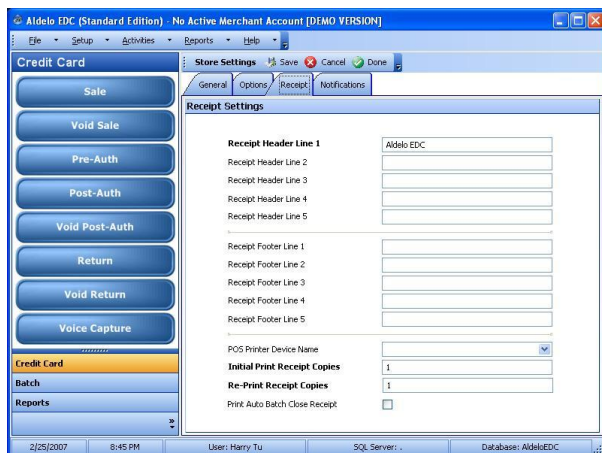 Aldelo EDC (Standard Edition) - No Active Merchant Account [DEMO VERSION]
File Setup Activities Reports Help
Credit Card
Store Settings Save Cancel Done
General Options Receipt Notifications
Receipt Settings
Sale
Void Sale
Pre-Auth
Post-Auth
Void Post-Auth
Return
Void Return
Voice Capture
Credit Card
Batch
Reports
Receipt Header Line 1 Aldelo EDC
Receipt Header Line 2
Receipt Header Line 3
Receipt Header Line 4
Receipt Header Line 5
Receipt Footer Line 1
Receipt Footer Line 2
Receipt Footer Line 3
Receipt Footer Line 4
Receipt Footer Line 5
POS Printer Device Name
Initial Print Receipt Copies 1
Re-Print Receipt Copies 1
Print Auto Batch Close Receipt
2/25/2007 8:45 PM User: Harry Tu SQL Server: . Database: AldeloEDC